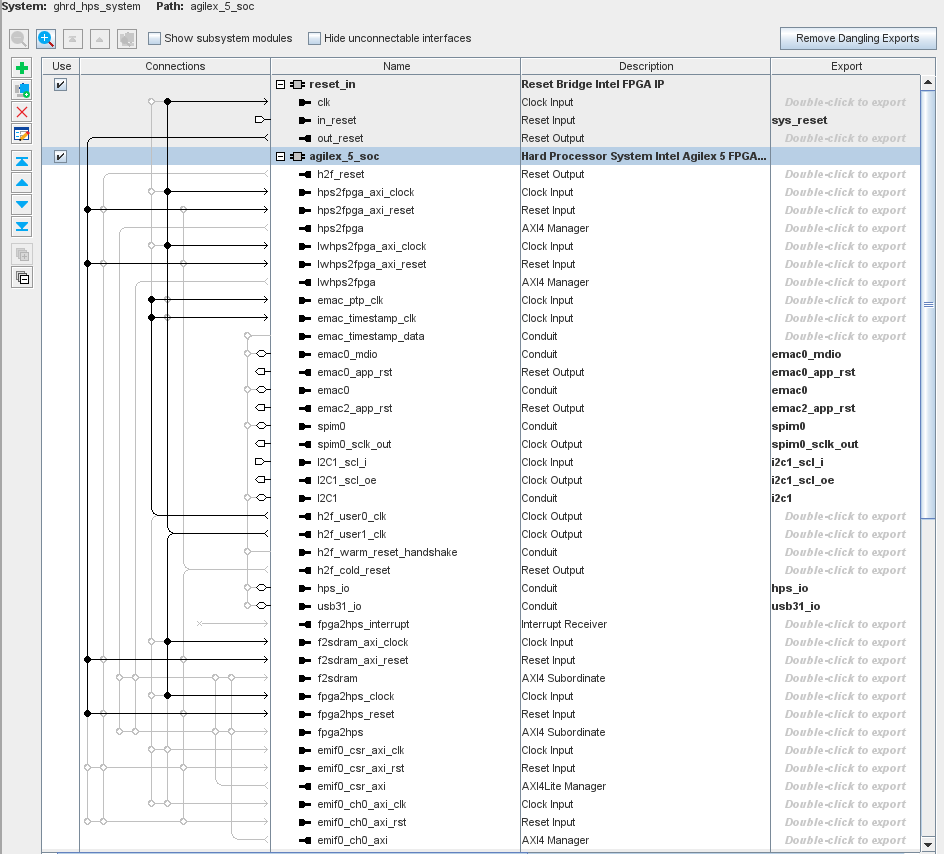 System: ghrd_hps_system Path: agilex_5_soc
Show subsystem modules Hide unconnectable interfaces Remove Dangling Exports
Use Connections Name Description Export
reset_in Reset Bridge Intel FPGA IP
clk Clock Input Double-click to export
in_reset Reset Input sys_reset
out_reset Reset Output Double-click to export
agilex_5_soc Hard Processor System Intel Agilex 5 FPGA...
h2f_reset Reset Output Double-click to export
hps2fpga_axi_clock Clock Input Double-click to export
hps2fpga_axi_reset Reset Input Double-click to export
hps2fpga AXI4 Manager Double-click to export
lwhps2fpga_axi_clock Clock Input Double-click to export
lwhps2fpga_axi_reset Reset Input Double-click to export
lwhps2fpga AXI4 Manager Double-click to export
emac_ptp_clk Clock Input Double-click to export
emac_timestamp_clk Clock Input Double-click to export
emac_timestamp_data Conduit Double-click to export
emac0_mdio Conduit emac0_mdio
emac0_app_rst Reset Output emac0_app_rst
emac0 Conduit emac0
emac2_app_rst Reset Output emac2_app_rst
spim0 Conduit spim0
spim0_sclk_out Clock Output spim0_sclk_out
I2C1_scl_i Clock Input i2c1_scl_i
I2C1_scl_oe Clock Output i2c1_scl_oe
I2C1 Conduit i2c1
h2f_user0_clk Clock Output Double-click to export
h2f_user1_clk Clock Output Double-click to export
h2f_warm_reset_handshake Conduit Double-click to export
h2f_cold_reset Reset Output Double-click to export
hps_io Conduit hps_io
usb31_io Conduit usb31_io
fpga2hps_interrupt Interrupt Receiver Double-click to export
f2sdram_axi_clock Clock Input Double-click to export
f2sdram_axi_reset Reset Input Double-click to export
f2sdram AXI4 Subordinate Double-click to export
fpga2hps_clock Clock Input Double-click to export
fpga2hps_reset Reset Input Double-click to export
fpga2hps AXI4 Subordinate Double-click to export
emif0_csr_axi_clk Clock Input Double-click to export
emif0_csr_axi_rst Reset Input Double-click to export
emif0_csr_axi AXI4Lite Manager Double-click to export
emif0_ch0_axi_clk Clock Input Double-click to export
emif0_ch0_axi_rst Reset Input Double-click to export
emif0_ch0_axi AXI4 Manager Double-click to export